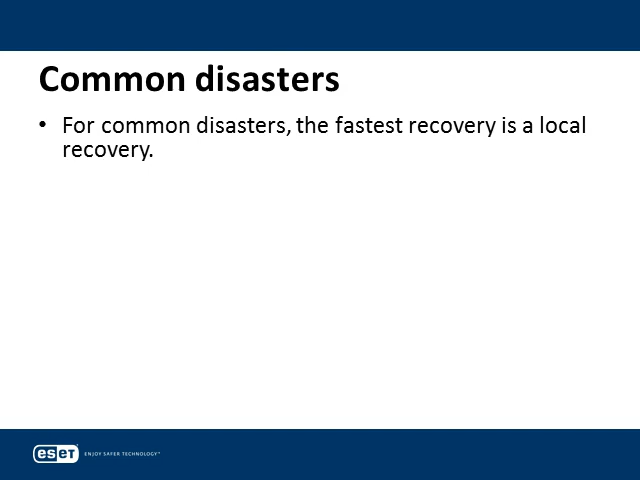 Common disasters
• For common disasters, the fastest recovery is a local
recovery.
eset ENJOY SAFER TECHNOLOGY™